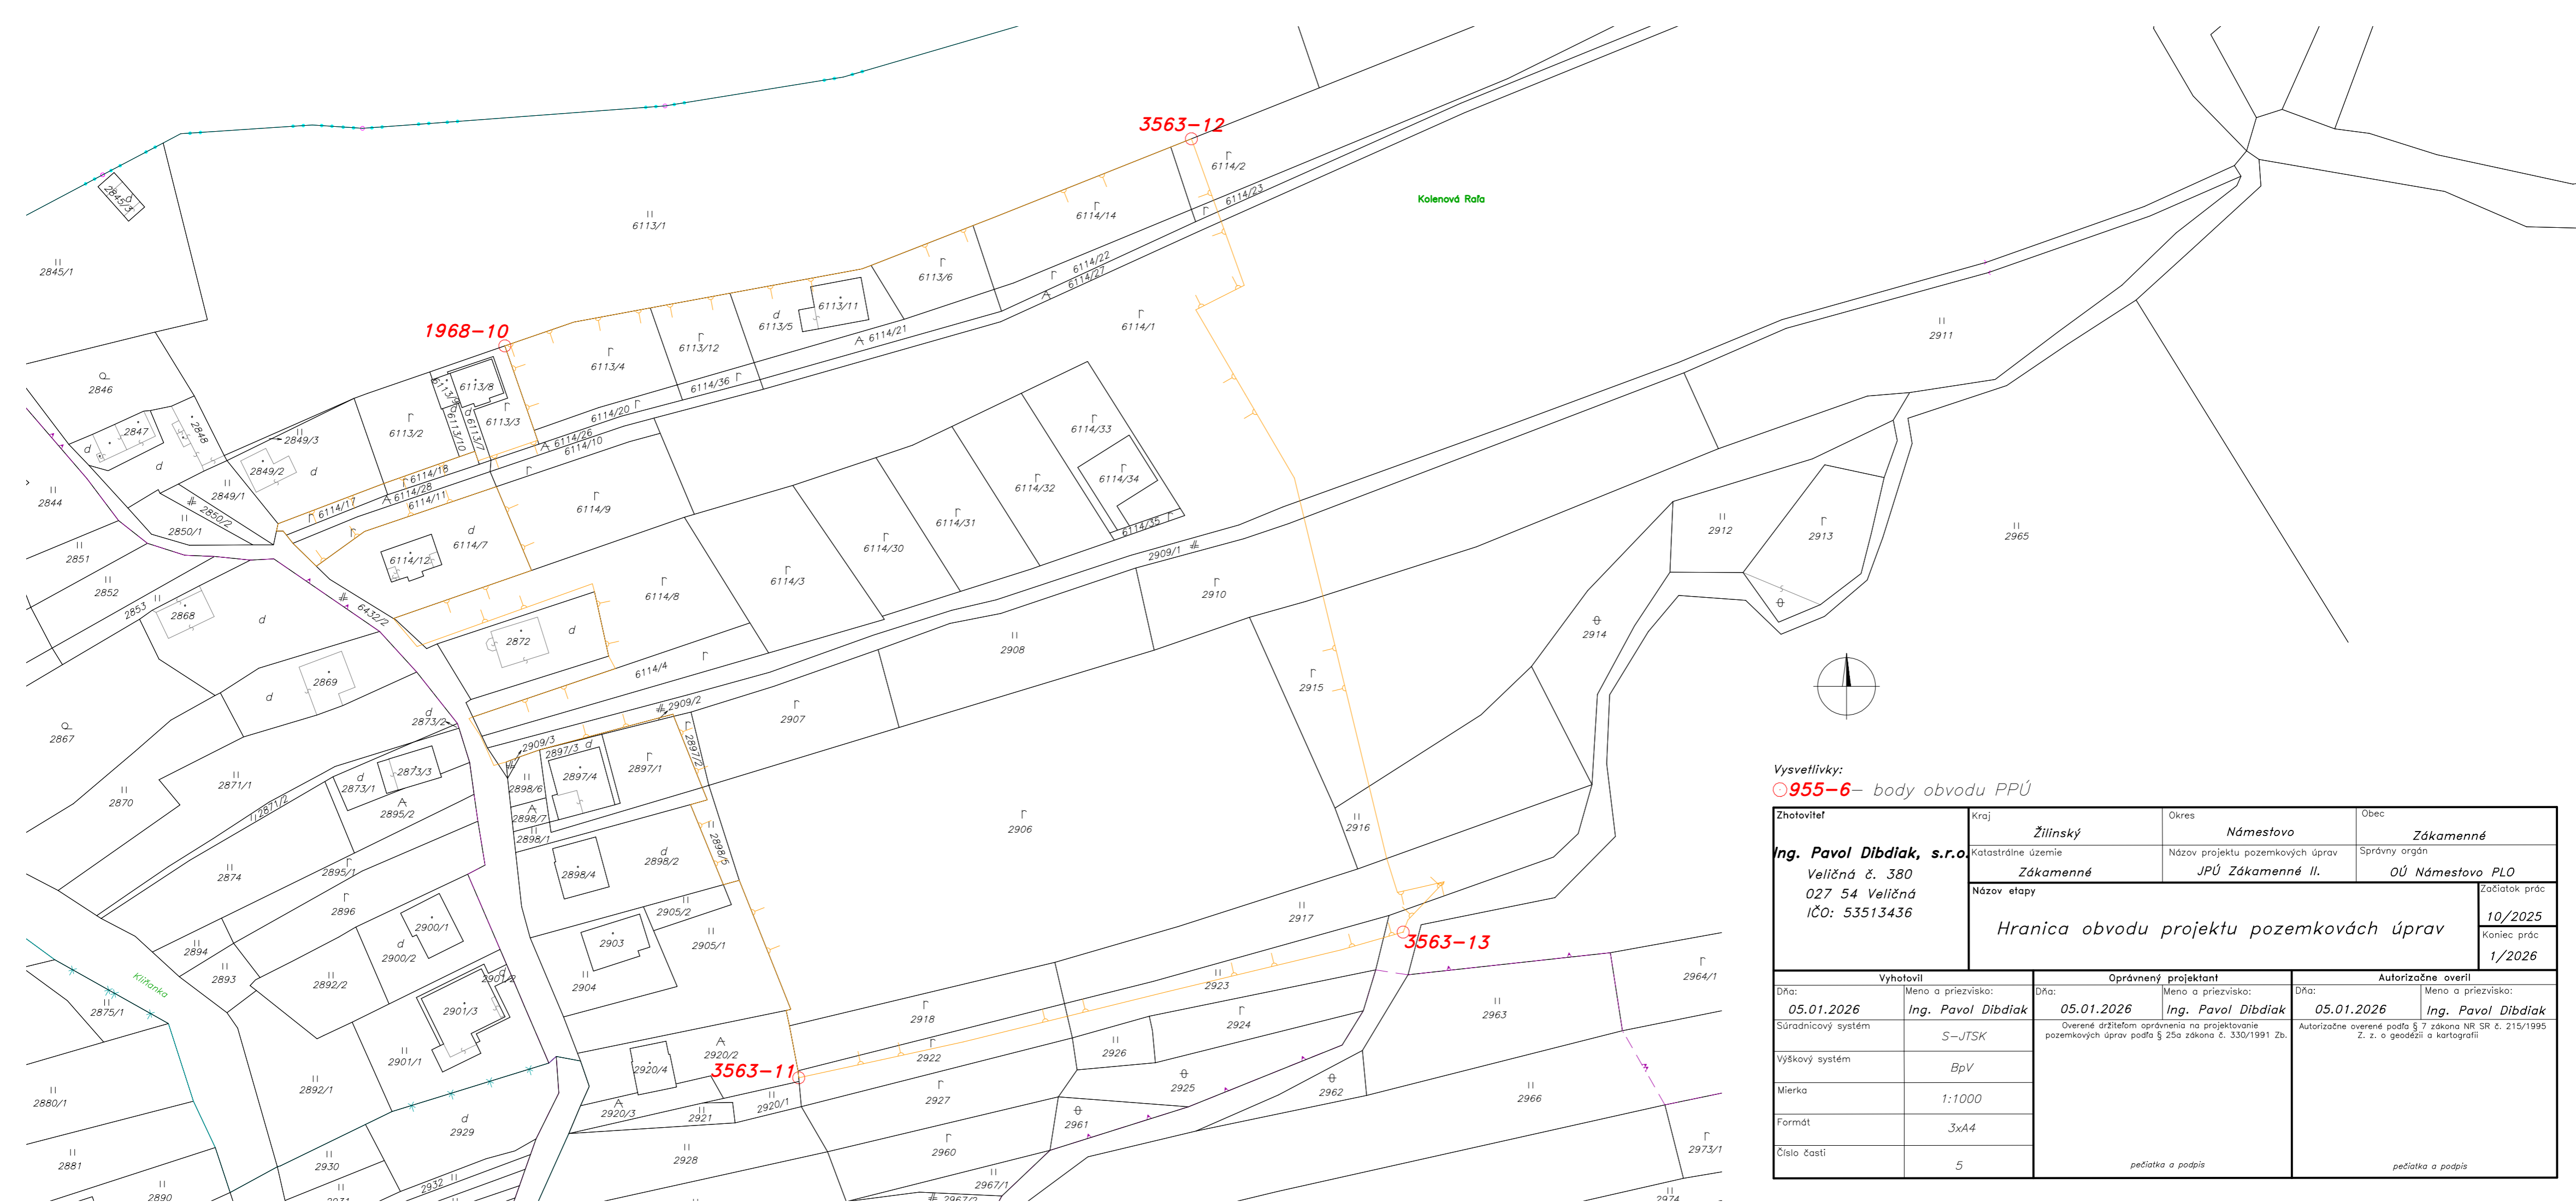 3563-12
6114/2
6114/23
Kolenová Raľa
2845/3
6113/1
6114/14
2845/1
6113/6
6114/22
6114/27
6113/11
1968-10
d
6113/5
6114/21
6114/1
2911
6113/12
6113/4
6114/36
6113/8
6113/9
2846
6114/20
d
6113/3
6113/2
6113/10
d
6113/7
6114/26
6114/10
6114/33
2847
2848
2849/3
d
d
2849/2
d
6114/34
6114/18
6114/28
6114/11
6114/17
2849/1
2850/2
2844
2850/1
6114/9
6114/32
6114/31
6114/35
2912
2913
2965
d
6114/7
6114/12
6114/30
2909/1
2851
2852
2853
2868
d
6432/2
6114/8
6114/3
2910
2872
d
2914
2908
6114/4
2869
d
2915
2909/2
2907
d
2873/2
2867
2909/3
2897/3 d
2897/2
2897/1
2897/4
2873/3
d
2873/1
2871/1
2870
2871/2
2895/2
2898/6
2898/7
2898/1
2906
2916
2898/5
d
2898/2
2898/4
2874
2895/1
2896
2905/2
2917
2900/1
d
2900/2
2903
2905/1
3563-13
2894
2893
2892/2
d
2901/2
2904
2923
2964/1
Klinňanka
2875/1
2901/3
2918
2924
2963
2901/1
2920/2
2922
2926
3563-11
2920/4
2925
2962
2892/1
2966
2880/1
2920/3
2921
2920/1
2927
2961
d
2929
2881
2930
2928
2960
2973/1
2890
2931
2932
2967/1
2967/2
2974
Vysvetlivky:
955-6– body obvodu PPÚ
Zhotoviteľ
Ing. Pavol Dibdiak, s.r.o.
Veličná č. 380
027 54 Veličná
IČO: 53513436
Kraj
Žilinský
Okres
Námestovo
Obec
Zákamenné
Katastrálne územie
Zákamenné
Názov projektu pozemkových úprav
JPÚ Zákamenné II.
Správny orgán
OÚ Námestovo PLO
Názov etapy
Hranica obvodu projektu pozemkovách úprav
Začiatok prác
10/2025
Koniec prác
1/2026
Vyhotovil
Oprávnený projektant
Autorizačne overil
Dňa:
05.01.2026
Meno a priezvisko:
Ing. Pavol Dibdiak
Dňa:
05.01.2026
Meno a priezvisko:
Ing. Pavol Dibdiak
Dňa:
05.01.2026
Meno a priezvisko:
Ing. Pavol Dibdiak
Súradnicový systém
S-JTSK
Overené držiteľom oprávnenia na projektovanie
pozemkových úprav podľa § 25a zákona č. 330/1991 Zb.
Autorizačne overené podľa § 7 zákona NR SR č. 215/1995
Z. z. o geodézii a kartografii
Výškový systém
BpV
Mierka
1:1000
Formát
3xA4
Číslo časti
5
pečiatka a podpis
pečiatka a podpis